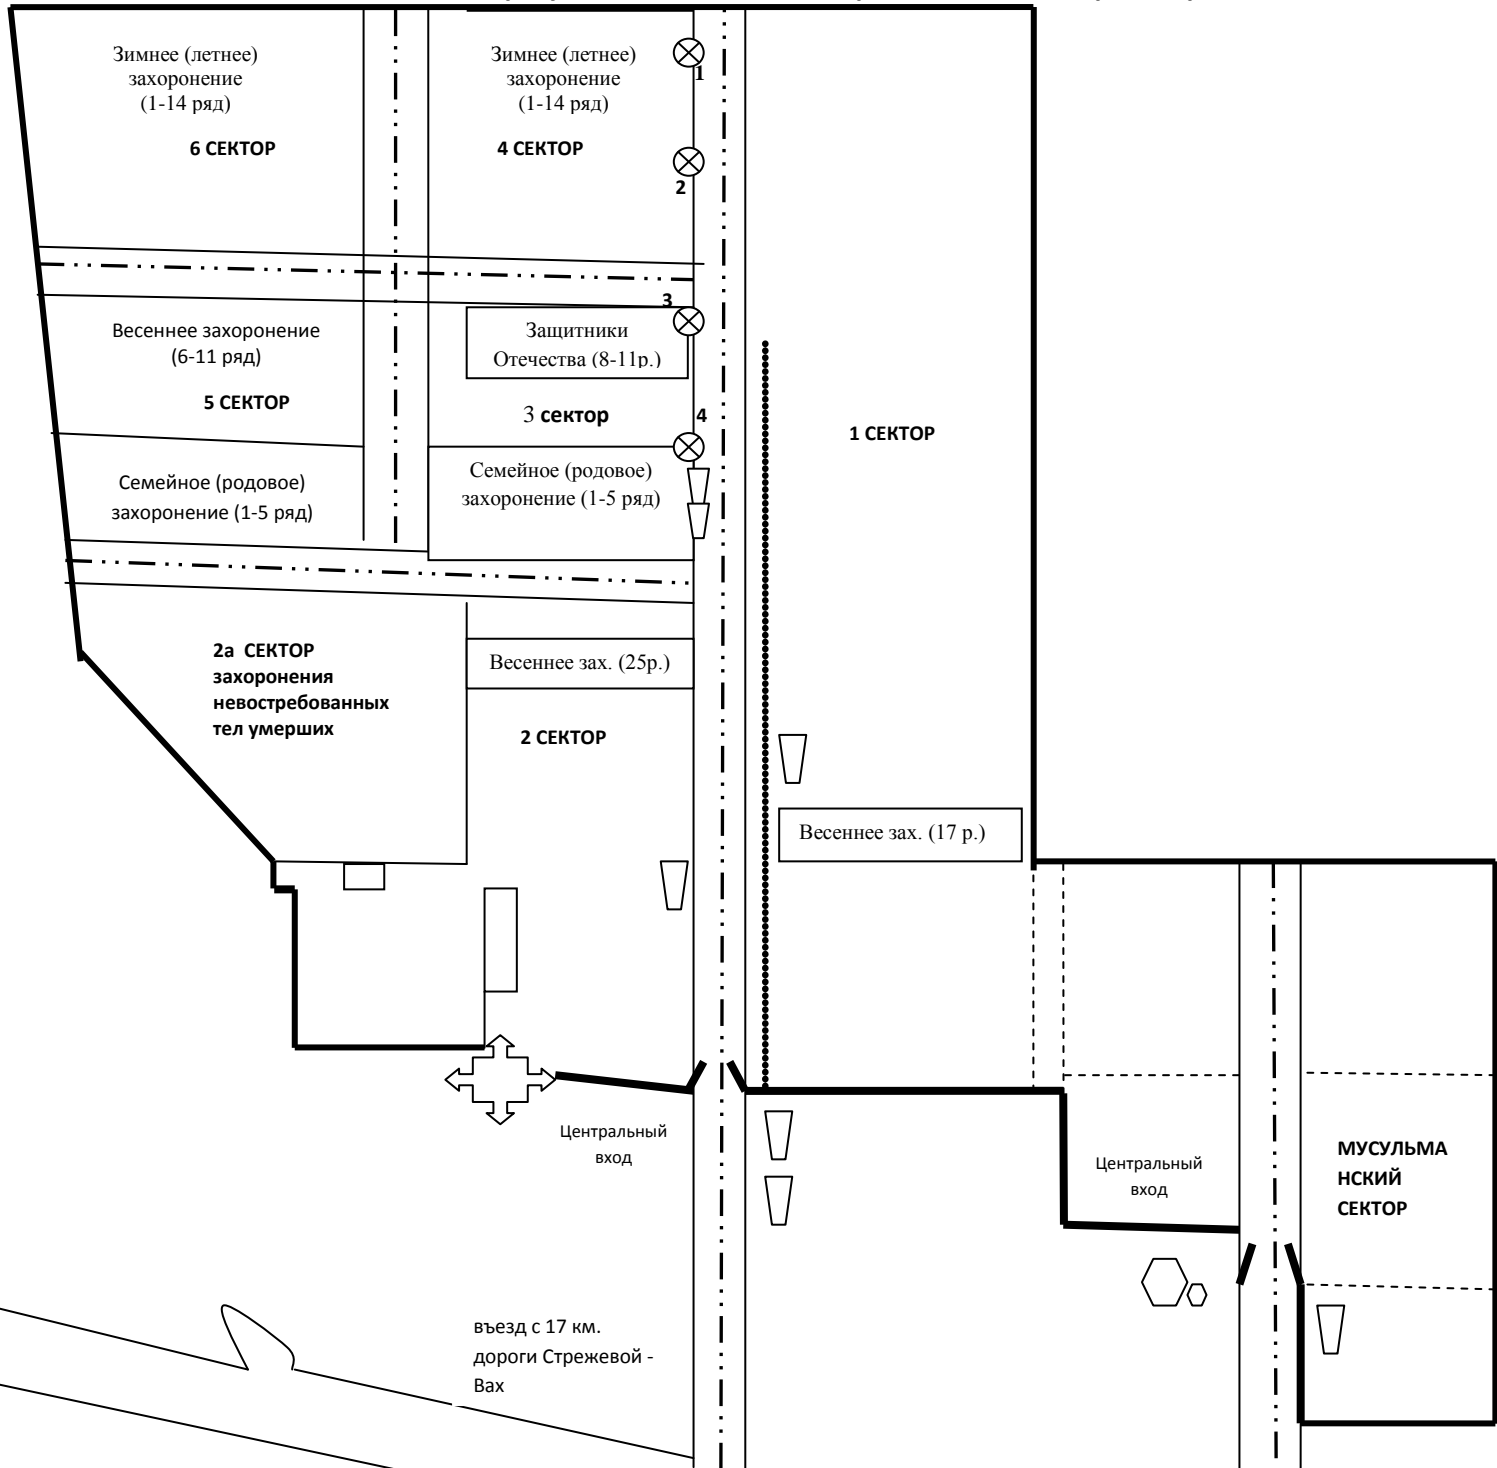 Зимнее (летнее)
захоронение
(1-14 ряд)
6 СЕКТОР
Зимнее (летнее)
захоронение
(1-14 ряд)
4 СЕКТОР
1
2
3
Весеннее захоронение
(6-11 ряд)
5 СЕКТОР
Защитники
Отечества (8-11р.)
3 сектор
4
1 СЕКТОР
Семейное (родовое)
захоронение (1-5 ряд)
Семейное (родовое)
захоронение (1-5 ряд)
2а СЕКТОР
захоронения
невостребованных
тел умерших
Весеннее зах. (25р.)
2 СЕКТОР
Весеннее зах. (17 р.)
Центральный
вход
Центральный
вход
МУСУЛЬМА
НСКИЙ
СЕКТОР
въезд с 17 км.
дороги Стрежевой -
Вах